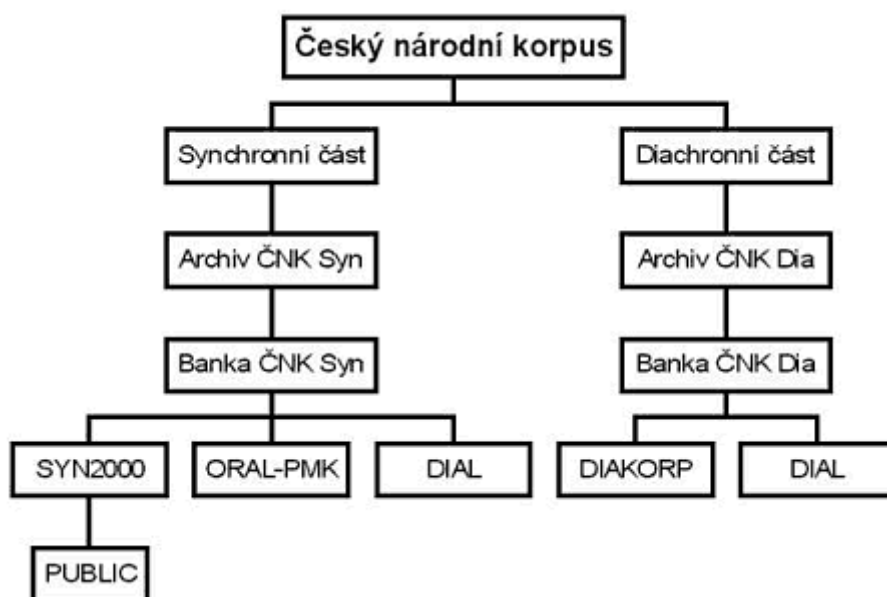 Český národní korpus
Synchronní část
Diachronní část
Archiv ČNK Syn
Archiv ČNK Dia
Banka ČNK Syn
Banka ČNK Dia
SYN2000
ORAL-PMK
DIAL
DIAKORP
DIAL
PUBLIC